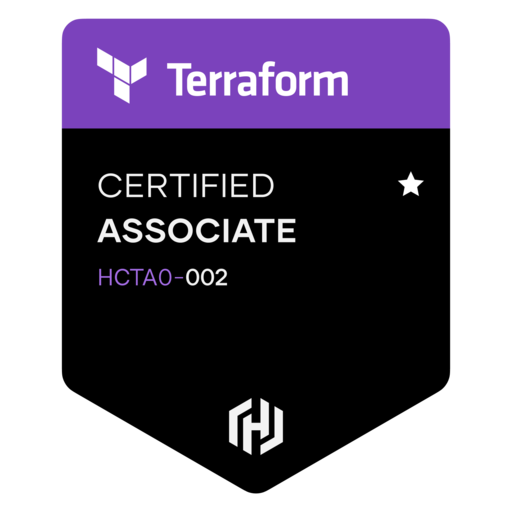 Terraform
CERTIFIED
ASSOCIATE
HCTA0-002